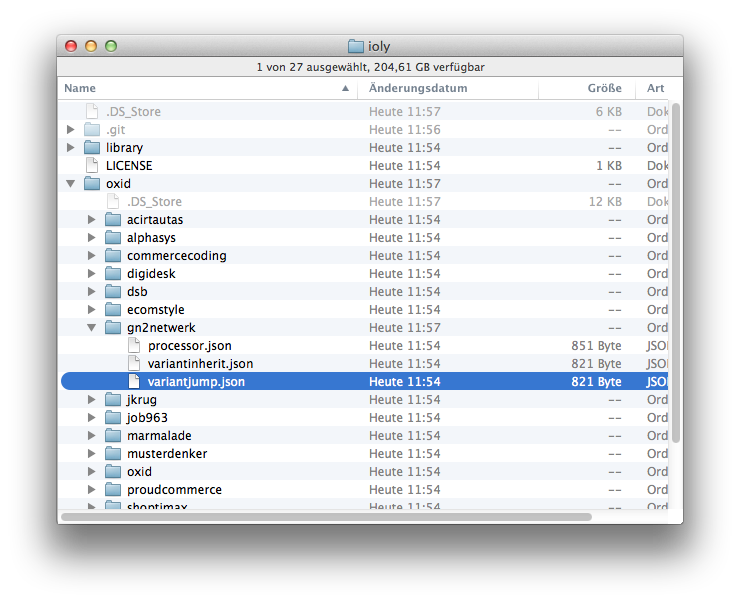 ioly
1 von 27 ausgewählt, 204,61 GB verfügbar
Name Änderungsdatum Größe Art
.DS_Store Heute 11:57 6 KB Dok
.git Heute 11:56 -- Ord
library Heute 11:54 -- Ord
LICENSE Heute 11:54 1 KB Dok
oxid Heute 11:57 -- Ord
.DS_Store Heute 11:57 12 KB Dok
acirtautas Heute 11:54 -- Ord
alphasys Heute 11:54 -- Ord
commercecoding Heute 11:54 -- Ord
digidesk Heute 11:54 -- Ord
dsb Heute 11:54 -- Ord
ecomstyle Heute 11:54 -- Ord
gn2netwerk Heute 11:57 -- Ord
processor.json Heute 11:54 851 Byte JSO
variantinherit.json Heute 11:54 821 Byte JSO
variantjump.json Heute 11:54 821 Byte JSO
jkrug Heute 11:54 -- Ord
job963 Heute 11:54 -- Ord
marmalade Heute 11:54 -- Ord
musterdenker Heute 11:54 -- Ord
oxid Heute 11:54 -- Ord
proudcommerce Heute 11:54 -- Ord
shoptimax Heute 11:54 -- Ord